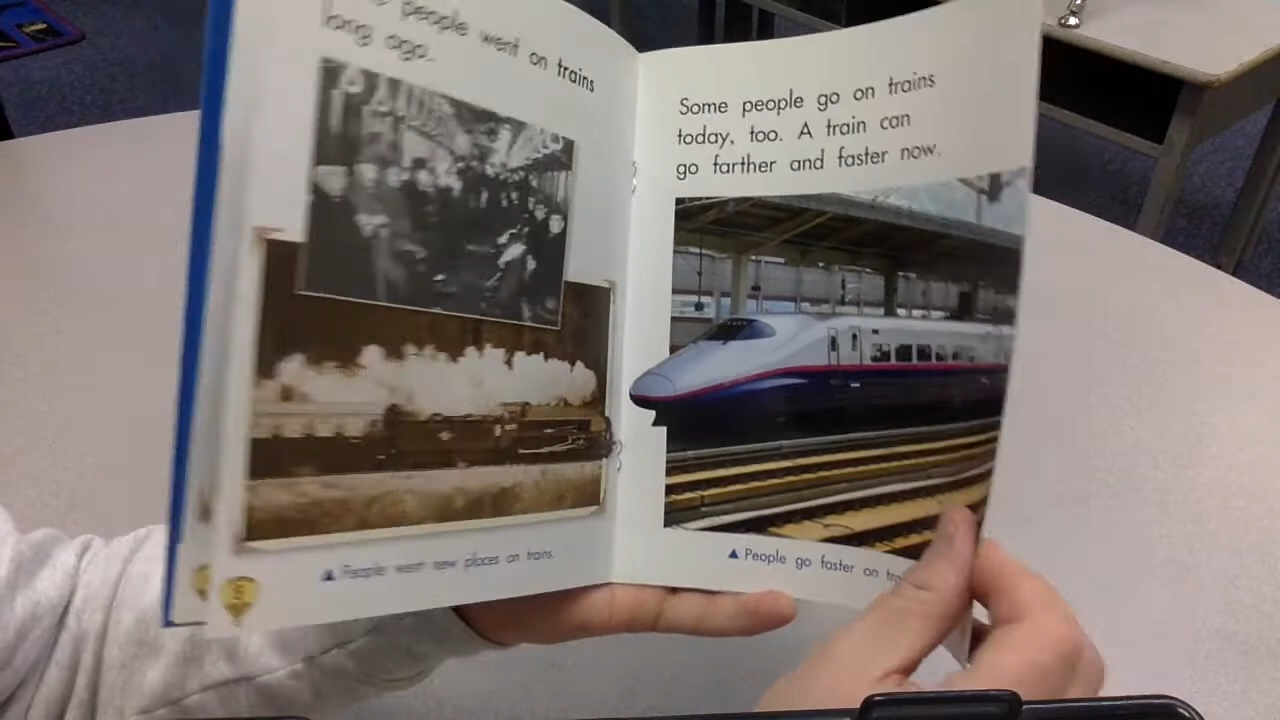 people went on trains
long ago.
▲ People went new places on trains.
Some people go on trains
today, too. A train can
go farther and faster now.
▲ People go faster on